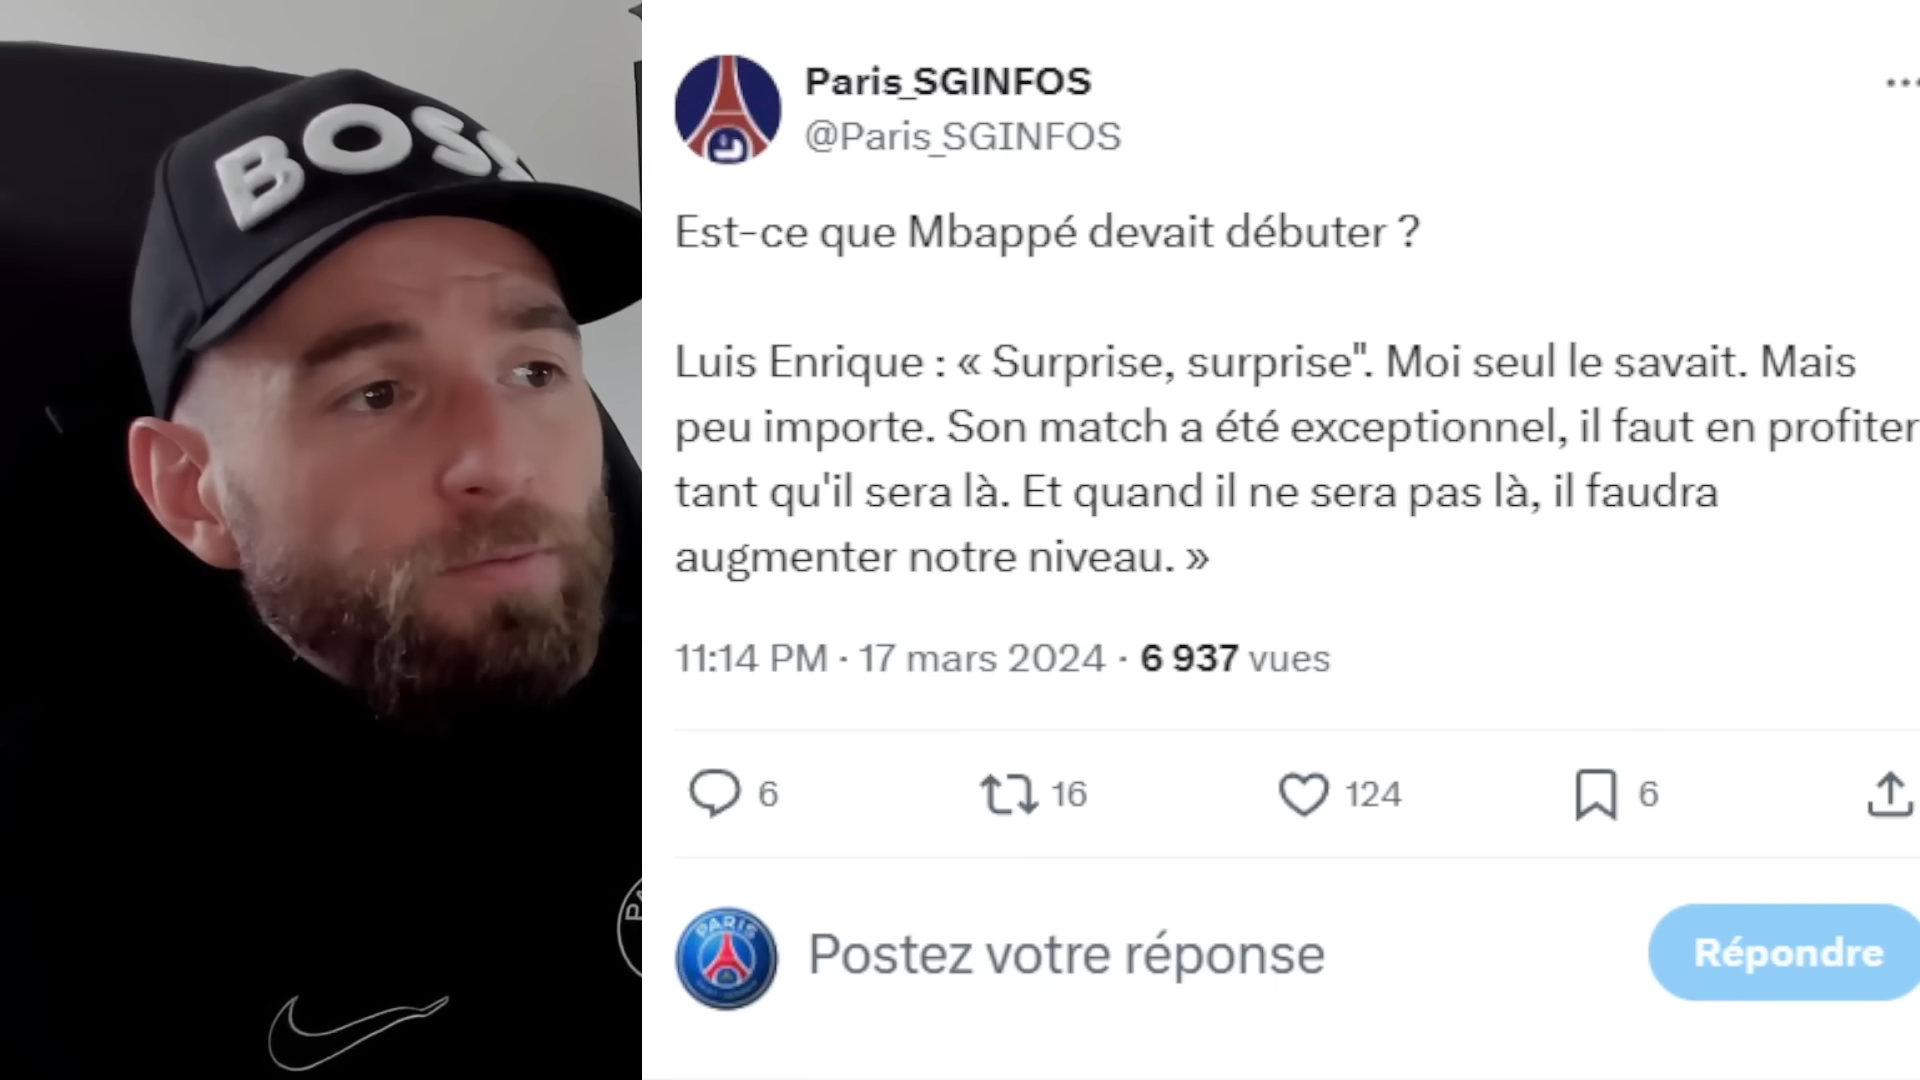 BOSS
Paris_SGINFOS
@Paris_SGINFOS
Est-ce que Mbappé devait débuter ?
Luis Enrique : « Surprise, surprise". Moi seul le savait. Mais
peu importe. Son match a été exceptionnel, il faut en profiter
tant qu'il sera là. Et quand il ne sera pas là, il faudra
augmenter notre niveau. »
11:14 PM · 17 mars 2024 · 6 937 vues
6 16 124 6
PARIS
Postez votre réponse
Répondre